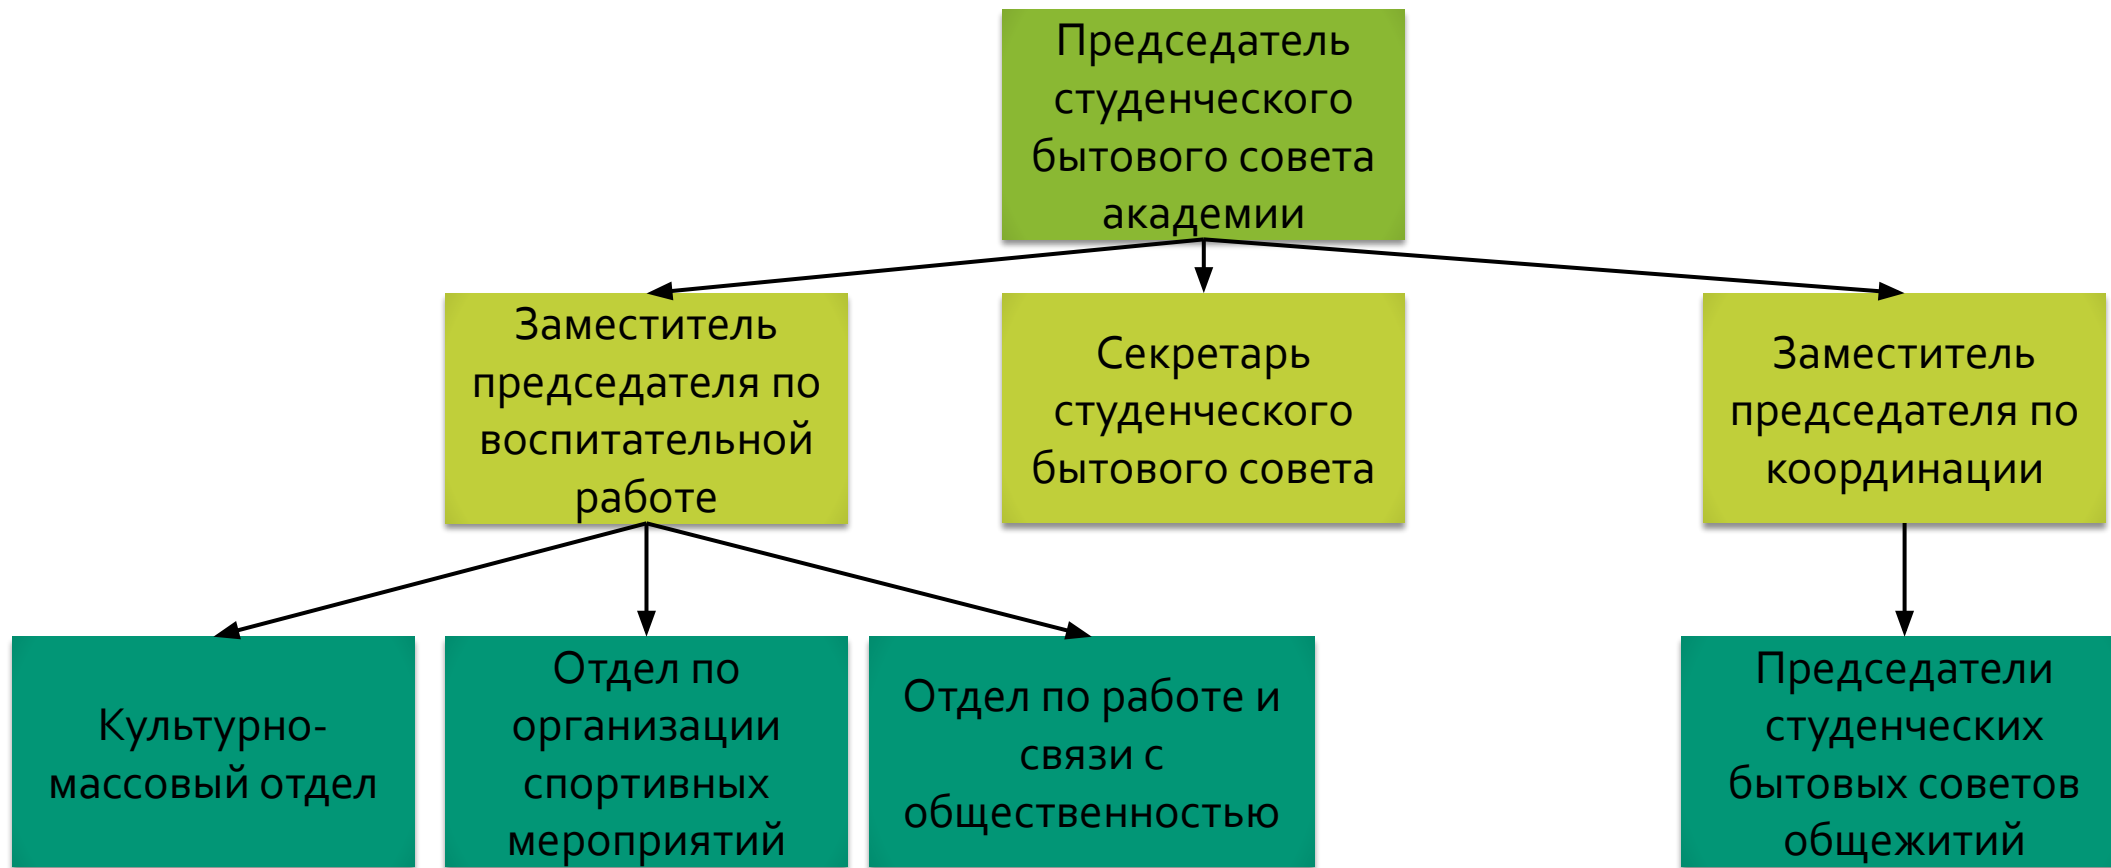 Председатель
студенческого
бытового совета
академии
Заместитель
председателя по
воспитательной
работе
Секретарь
студенческого
бытового совета
Заместитель
председателя по
координации
Культурно-
массовый отдел
Отдел по
организации
спортивных
мероприятий
Отдел по работе и
связи с
общественностью
Председатели
студенческих
бытовых советов
общежитий